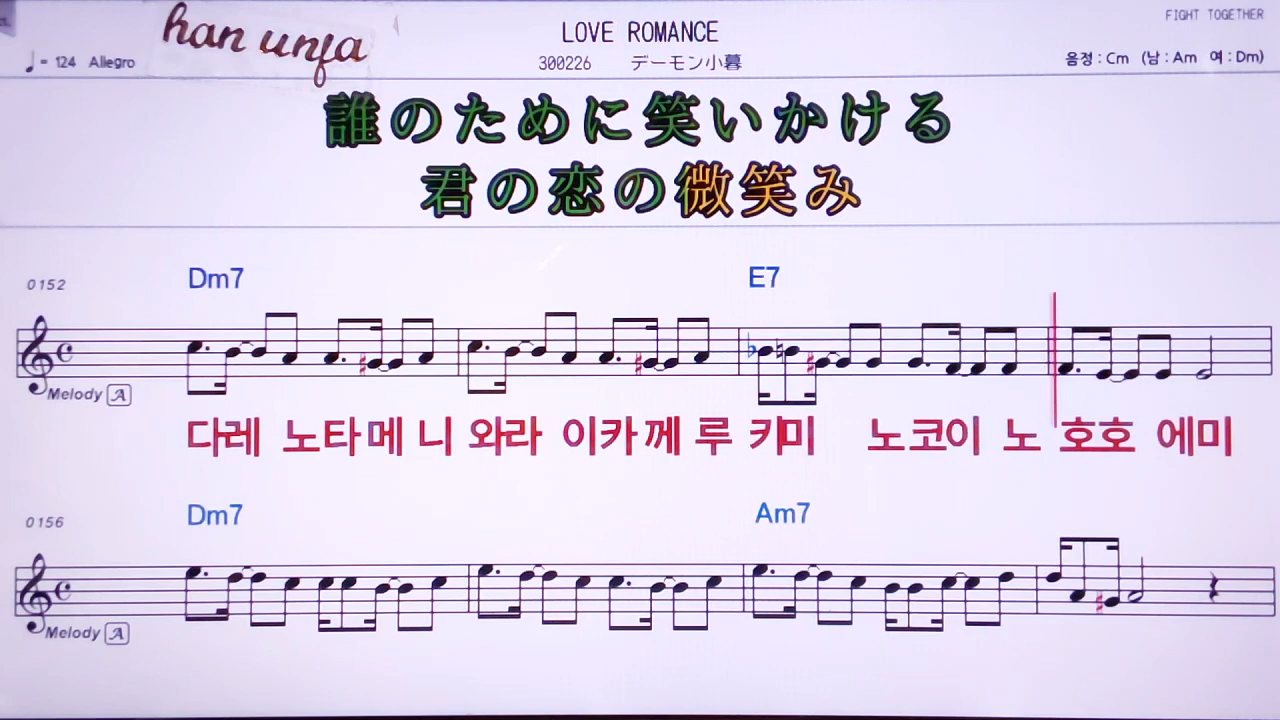 han unja
LOVE ROMANCE
FIGHT TOGETHER
♩= 124 Allegro
300226 デーモン小暮
음정 : Cm (남 : Am 여 : Dm)
誰のために笑いかける
君の恋の微笑み
0152
Dm7 E7
Melody A
다레 노타메 니 와라 이카께 루 키미 노코이 노 호호 에미
0156
Dm7 Am7
Melody A